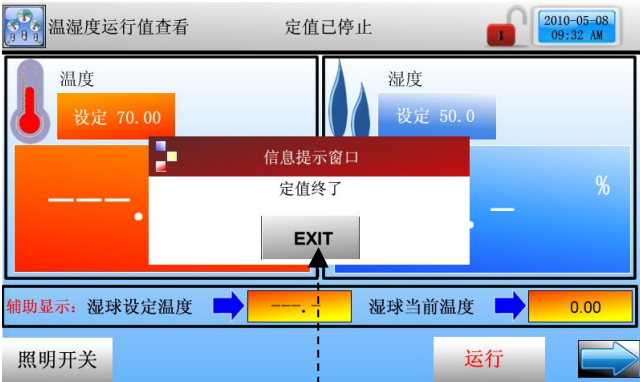 温湿度运行值查看
定值已停止
2010-05-08
09:32 AM
温度
设定 70.00
湿度
设定 50.0
信息提示窗口
定值终了
EXIT
---.
. -
%
辅助显示: 湿球设定温度
---.-
湿球当前温度
0.00
照明开关
运行